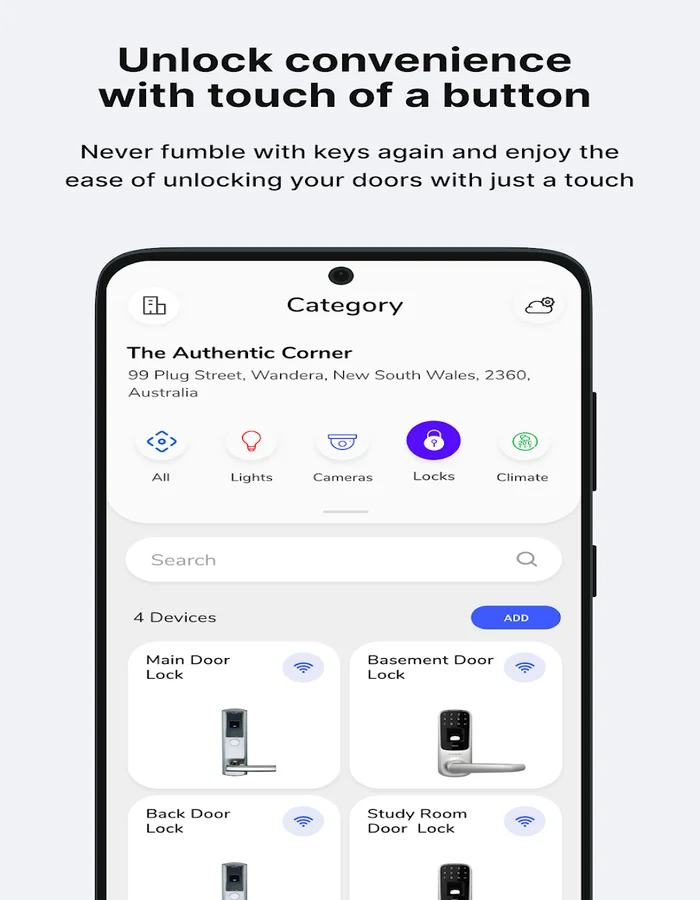 Unlock convenience
with touch of a button
Never fumble with keys again and enjoy the
ease of unlocking your doors with just a touch
Category
The Authentic Corner
99 Plug Street, Wandera, New South Wales, 2360,
Australia
All
Lights
Cameras
Locks
Climate
Search
4 Devices
ADD
Main Door
Lock
Basement Door
Lock
Back Door
Lock
Study Room
Door Lock